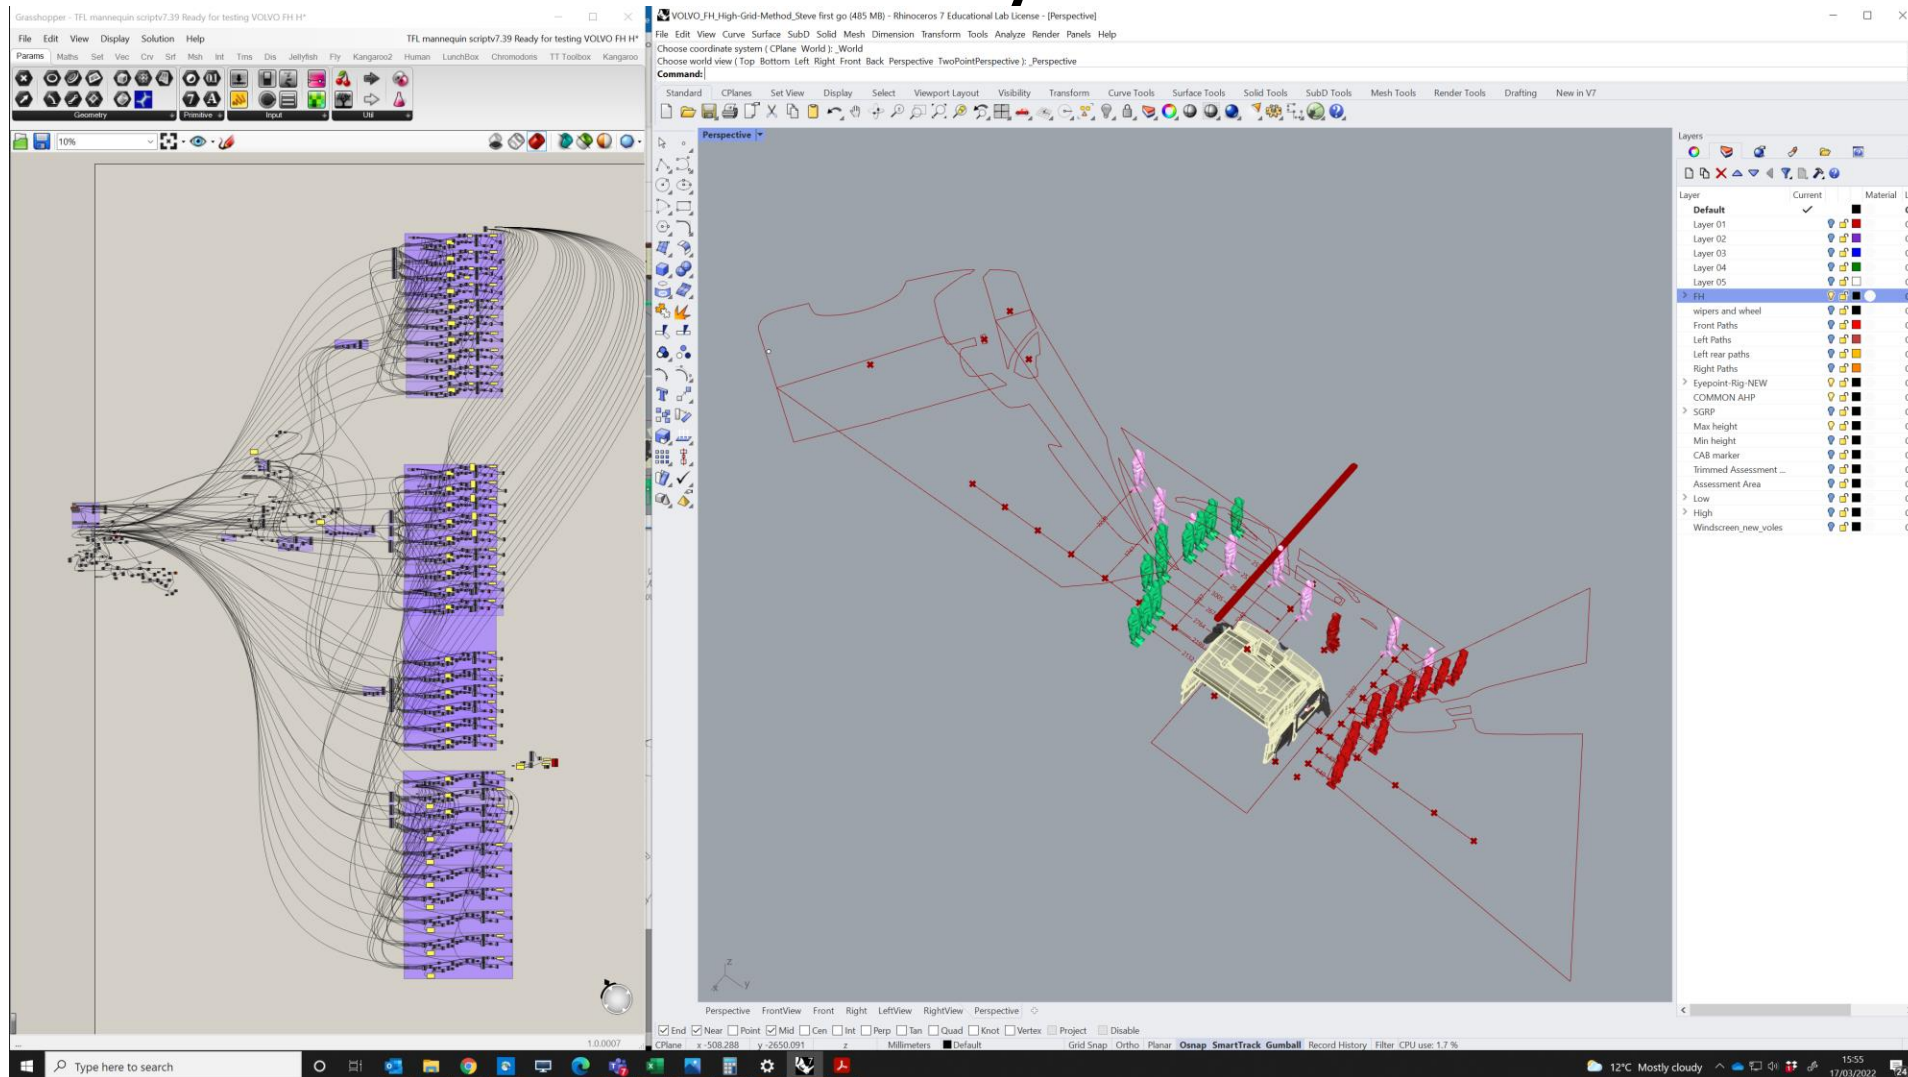 Grasshopper - TFL mannequin scriptv7.39 Ready for testing VOLVO FH H*
File Edit View Display Solution Help
TFL mannequin scriptv7.39 Ready for testing VOLVO FH H*
Params Maths Set Vec Crv Srf Msh Int Trns Dis Jellyfish Fly Kangaroo2 Human LunchBox Chromodoris TT Toolbox Kangaroo
Geometry Primitive Input Util
10%
1.0.0007
VOLVO_FH_High-Grid-Method_Steve first go (485 MB) - Rhinoceros 7 Educational Lab License - [Perspective]
File Edit View Curve Surface SubD Solid Mesh Dimension Transform Tools Analyze Render Panels Help
Choose coordinate system ( CPlane World ): _World
Choose world view ( Top Bottom Left Right Front Back Perspective TwoPointPerspective ): _Perspective
Command:
Standard CPlanes Set View Display Select Viewport Layout Visibility Transform Curve Tools Surface Tools Solid Tools SubD Tools Mesh Tools Render Tools Drafting New in V7
Perspective
z
x y
Layers
Layer Current Material
Default
Layer 01
Layer 02
Layer 03
Layer 04
Layer 05
FH
wipers and wheel
Front Paths
Left Paths
Left rear paths
Right Paths
Eyepoint-Rig-NEW
COMMON AHP
SGRP
Max height
Min height
CAB marker
Trimmed Assessment ...
Assessment Area
Low
High
Windscreen_new_voles
Perspective FrontView Front Right LeftView RightView Perspective
End Near Point Mid Cen Int Perp Tan Quad Knot Vertex Project Disable
CPlane x -508.288 y -2650.091 z Millimeters Default Grid Snap Ortho Planar Osnap SmartTrack Gumball Record History Filter CPU use: 1.7 %
Type here to search
12°C Mostly cloudy
15:55
17/03/2022
24